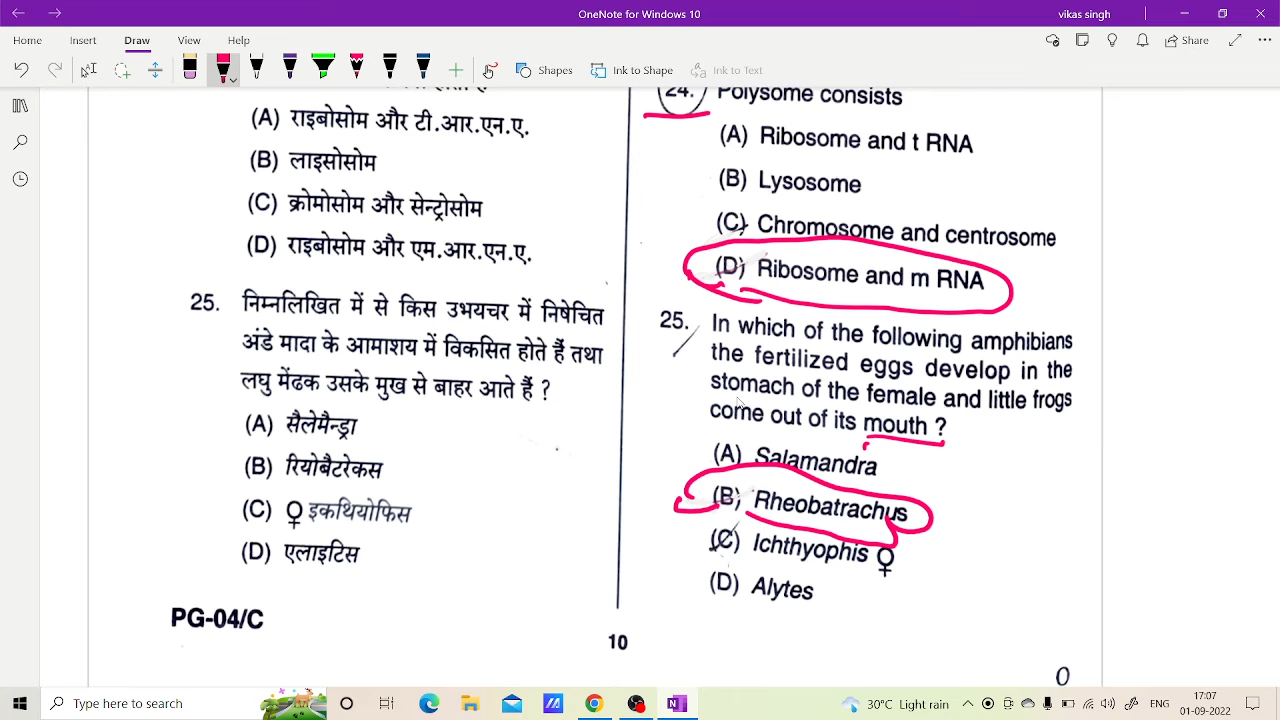 OneNote for Windows 10
vikas singh
Home
Insert
Draw
View
Help
Share
Shapes
Ink to Shape
Ink to Text
(A) राइबोसोम और टी.आर.एन.ए.
(B) लाइसोसोम
(C) क्रोमोसोम और सेन्ट्रोसोम
(D) राइबोसोम और एम.आर.एन.ए.
25. निम्नलिखित में से किस उभयचर में निषेचित
अंडे मादा के आमाशय में विकसित होते हैं तथा
लघु मेंढक उसके मुख से बाहर आते हैं ?
(A) सैलेमैन्ड्रा
(B) रियोबैटरेकस
(C) ♀ इकथियोफिस
(D) एलाइटिस
PG-04/C
10
24. Polysome consists
(A) Ribosome and t RNA
(B) Lysosome
(C) Chromosome and centrosome
(D) Ribosome and m RNA
25. In which of the following amphibians
the fertilized eggs develop in the
stomach of the female and little frogs
come out of its mouth ?
(A) Salamandra
(B) Rheobatrachus
(C) Ichthyophis ♀
(D) Alytes
0
Type here to search
30°C Light rain
ENG
17:07
01-09-2022